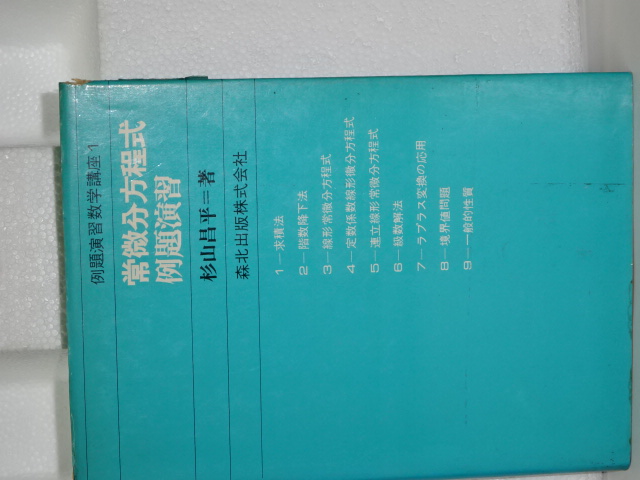 例題演習数学講座1
常微分方程式
例題演習
杉山昌平=著
森北出版株式会社
1—求積法
2—階数降下法
3—線形常微分方程式
4—定数係数線形微分方程式
5—連立線形常微分方程式
6—級数解法
7—ラプラス変換の応用
8—境界値問題
9—一般的性質